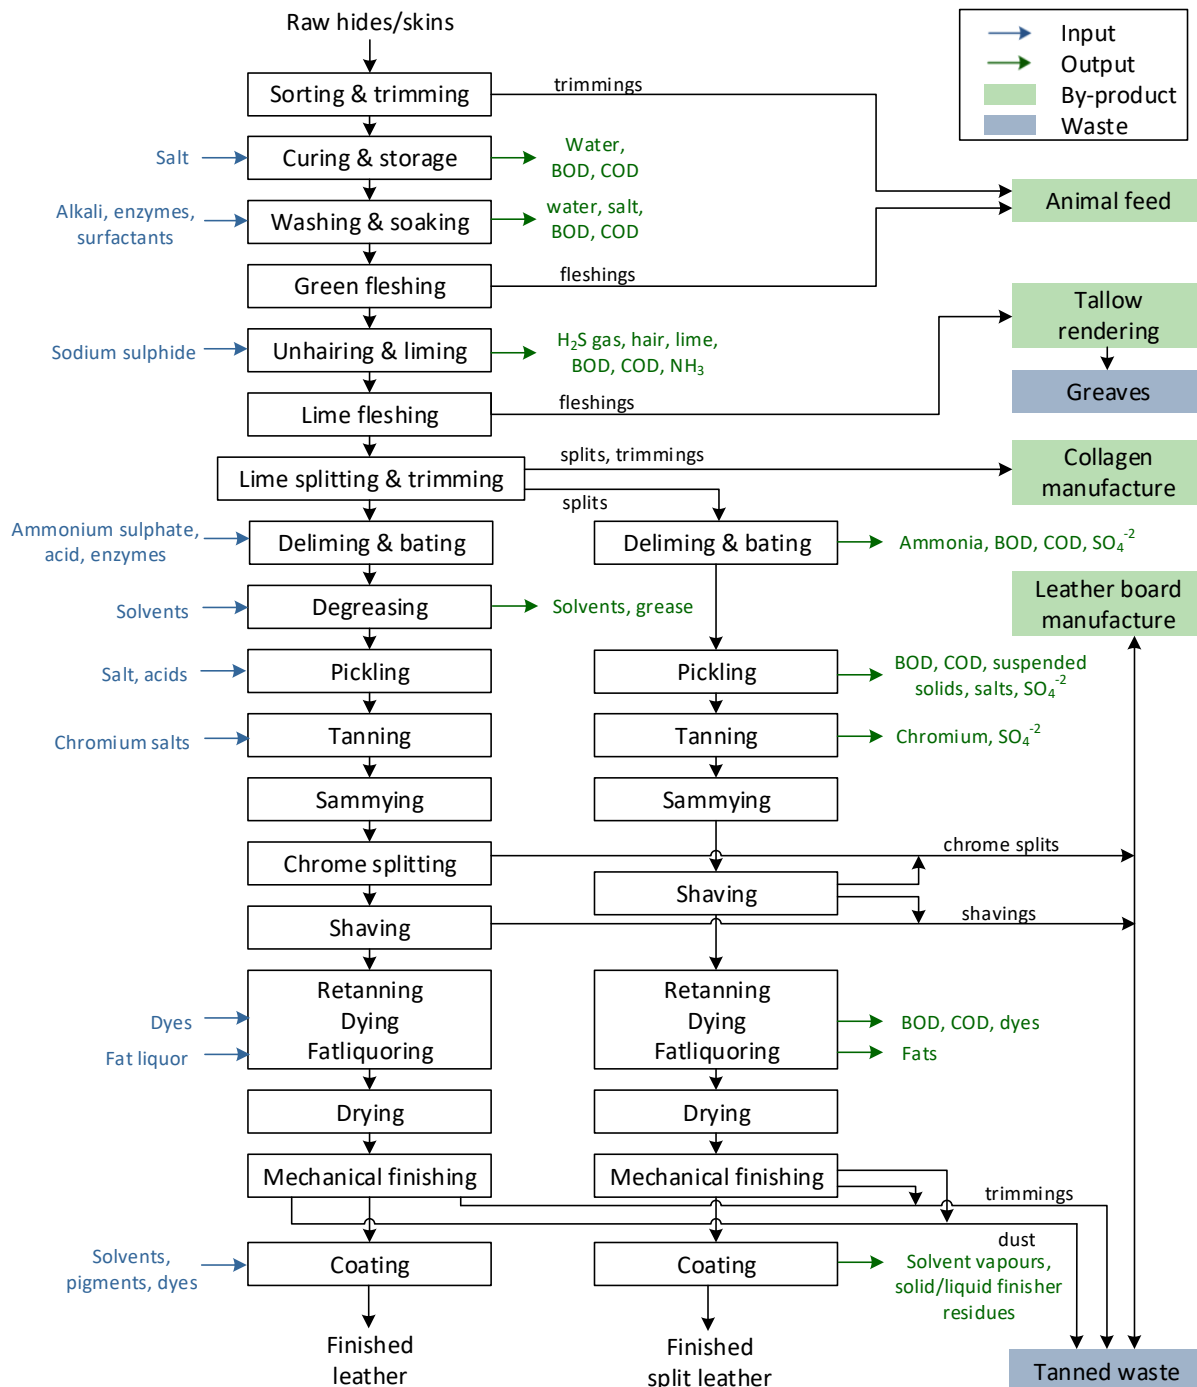 Raw hides/skins
Input
Output
By-product
Waste
Sorting & trimming
trimmings
Salt
Curing & storage
Water,
BOD, COD
Animal feed
Alkali, enzymes,
surfactants
Washing & soaking
water, salt,
BOD, COD
Green fleshing
fleshings
Tallow
rendering
Sodium sulphide
Unhairing & liming
H₂S gas, hair, lime,
BOD, COD, NH₃
Greaves
Lime fleshing
fleshings
Lime splitting & trimming
splits, trimmings
splits
Collagen
manufacture
Ammonium sulphate,
acid, enzymes
Deliming & bating
Deliming & bating
Ammonia, BOD, COD, SO₄⁻²
Solvents
Degreasing
Solvents, grease
Leather board
manufacture
Salt, acids
Pickling
Pickling
BOD, COD, suspended
solids, salts, SO₄⁻²
Chromium salts
Tanning
Tanning
Chromium, SO₄⁻²
Sammying
Sammying
Chrome splitting
chrome splits
Shaving
Shaving
shavings
Dyes
Fat liquor
Retanning
Dying
Fatliquoring
Retanning
Dying
Fatliquoring
BOD, COD, dyes
Fats
Drying
Drying
Mechanical finishing
Mechanical finishing
trimmings
dust
Solvents,
pigments, dyes
Coating
Coating
Solvent vapours,
solid/liquid finisher
residues
Finished
leather
Finished
split leather
Tanned waste